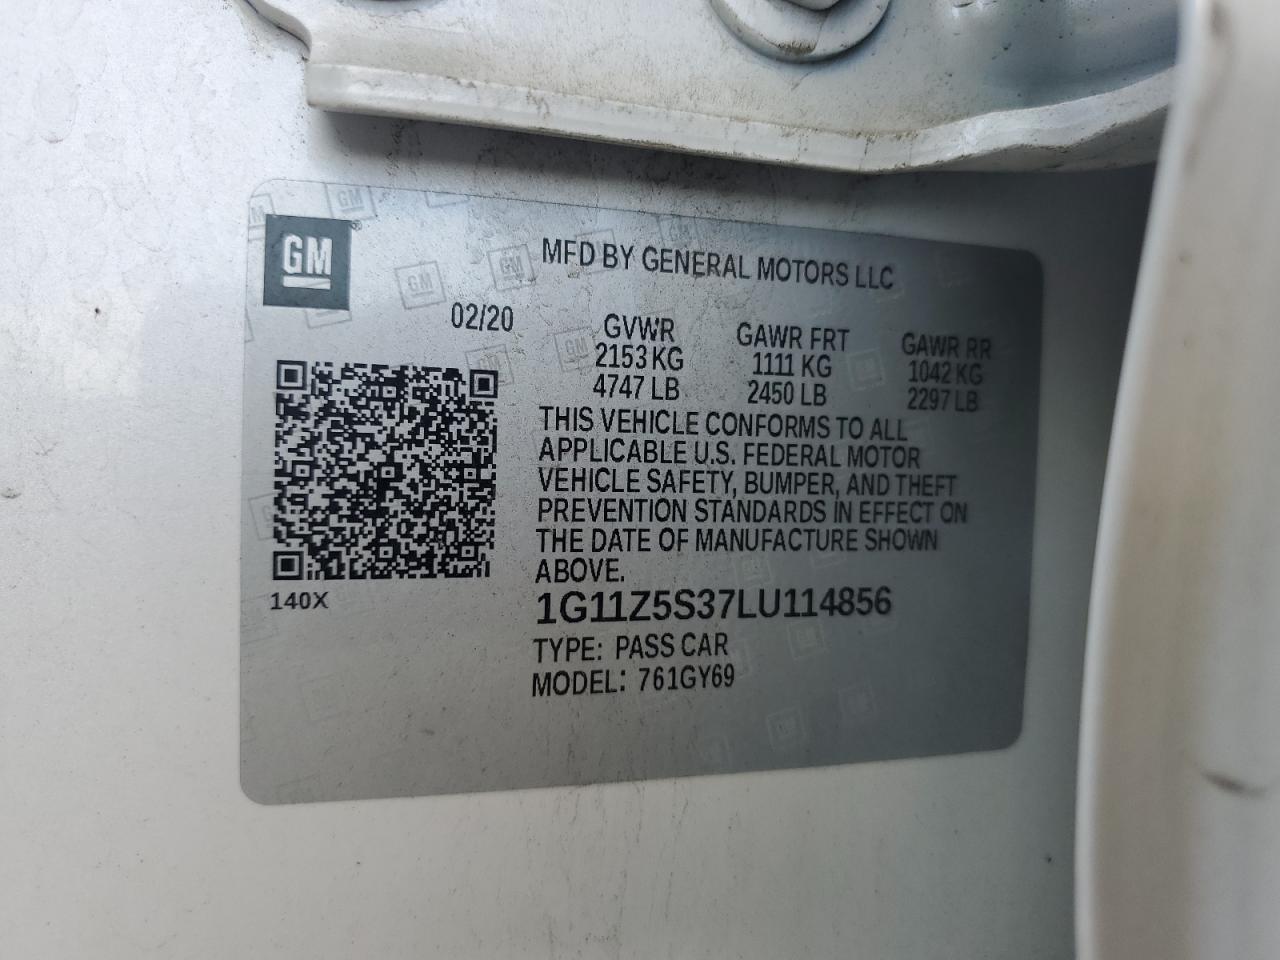 GM
MFD BY GENERAL MOTORS LLC
02/20
GVWR GAWR FRT GAWR RR
2153 KG 1111 KG 1042 KG
4747 LB 2450 LB 2297 LB
THIS VEHICLE CONFORMS TO ALL
APPLICABLE U.S. FEDERAL MOTOR
VEHICLE SAFETY, BUMPER, AND THEFT
PREVENTION STANDARDS IN EFFECT ON
THE DATE OF MANUFACTURE SHOWN
ABOVE.
140X
1G11Z5S37LU114856
TYPE: PASS CAR
MODEL: 761GY69